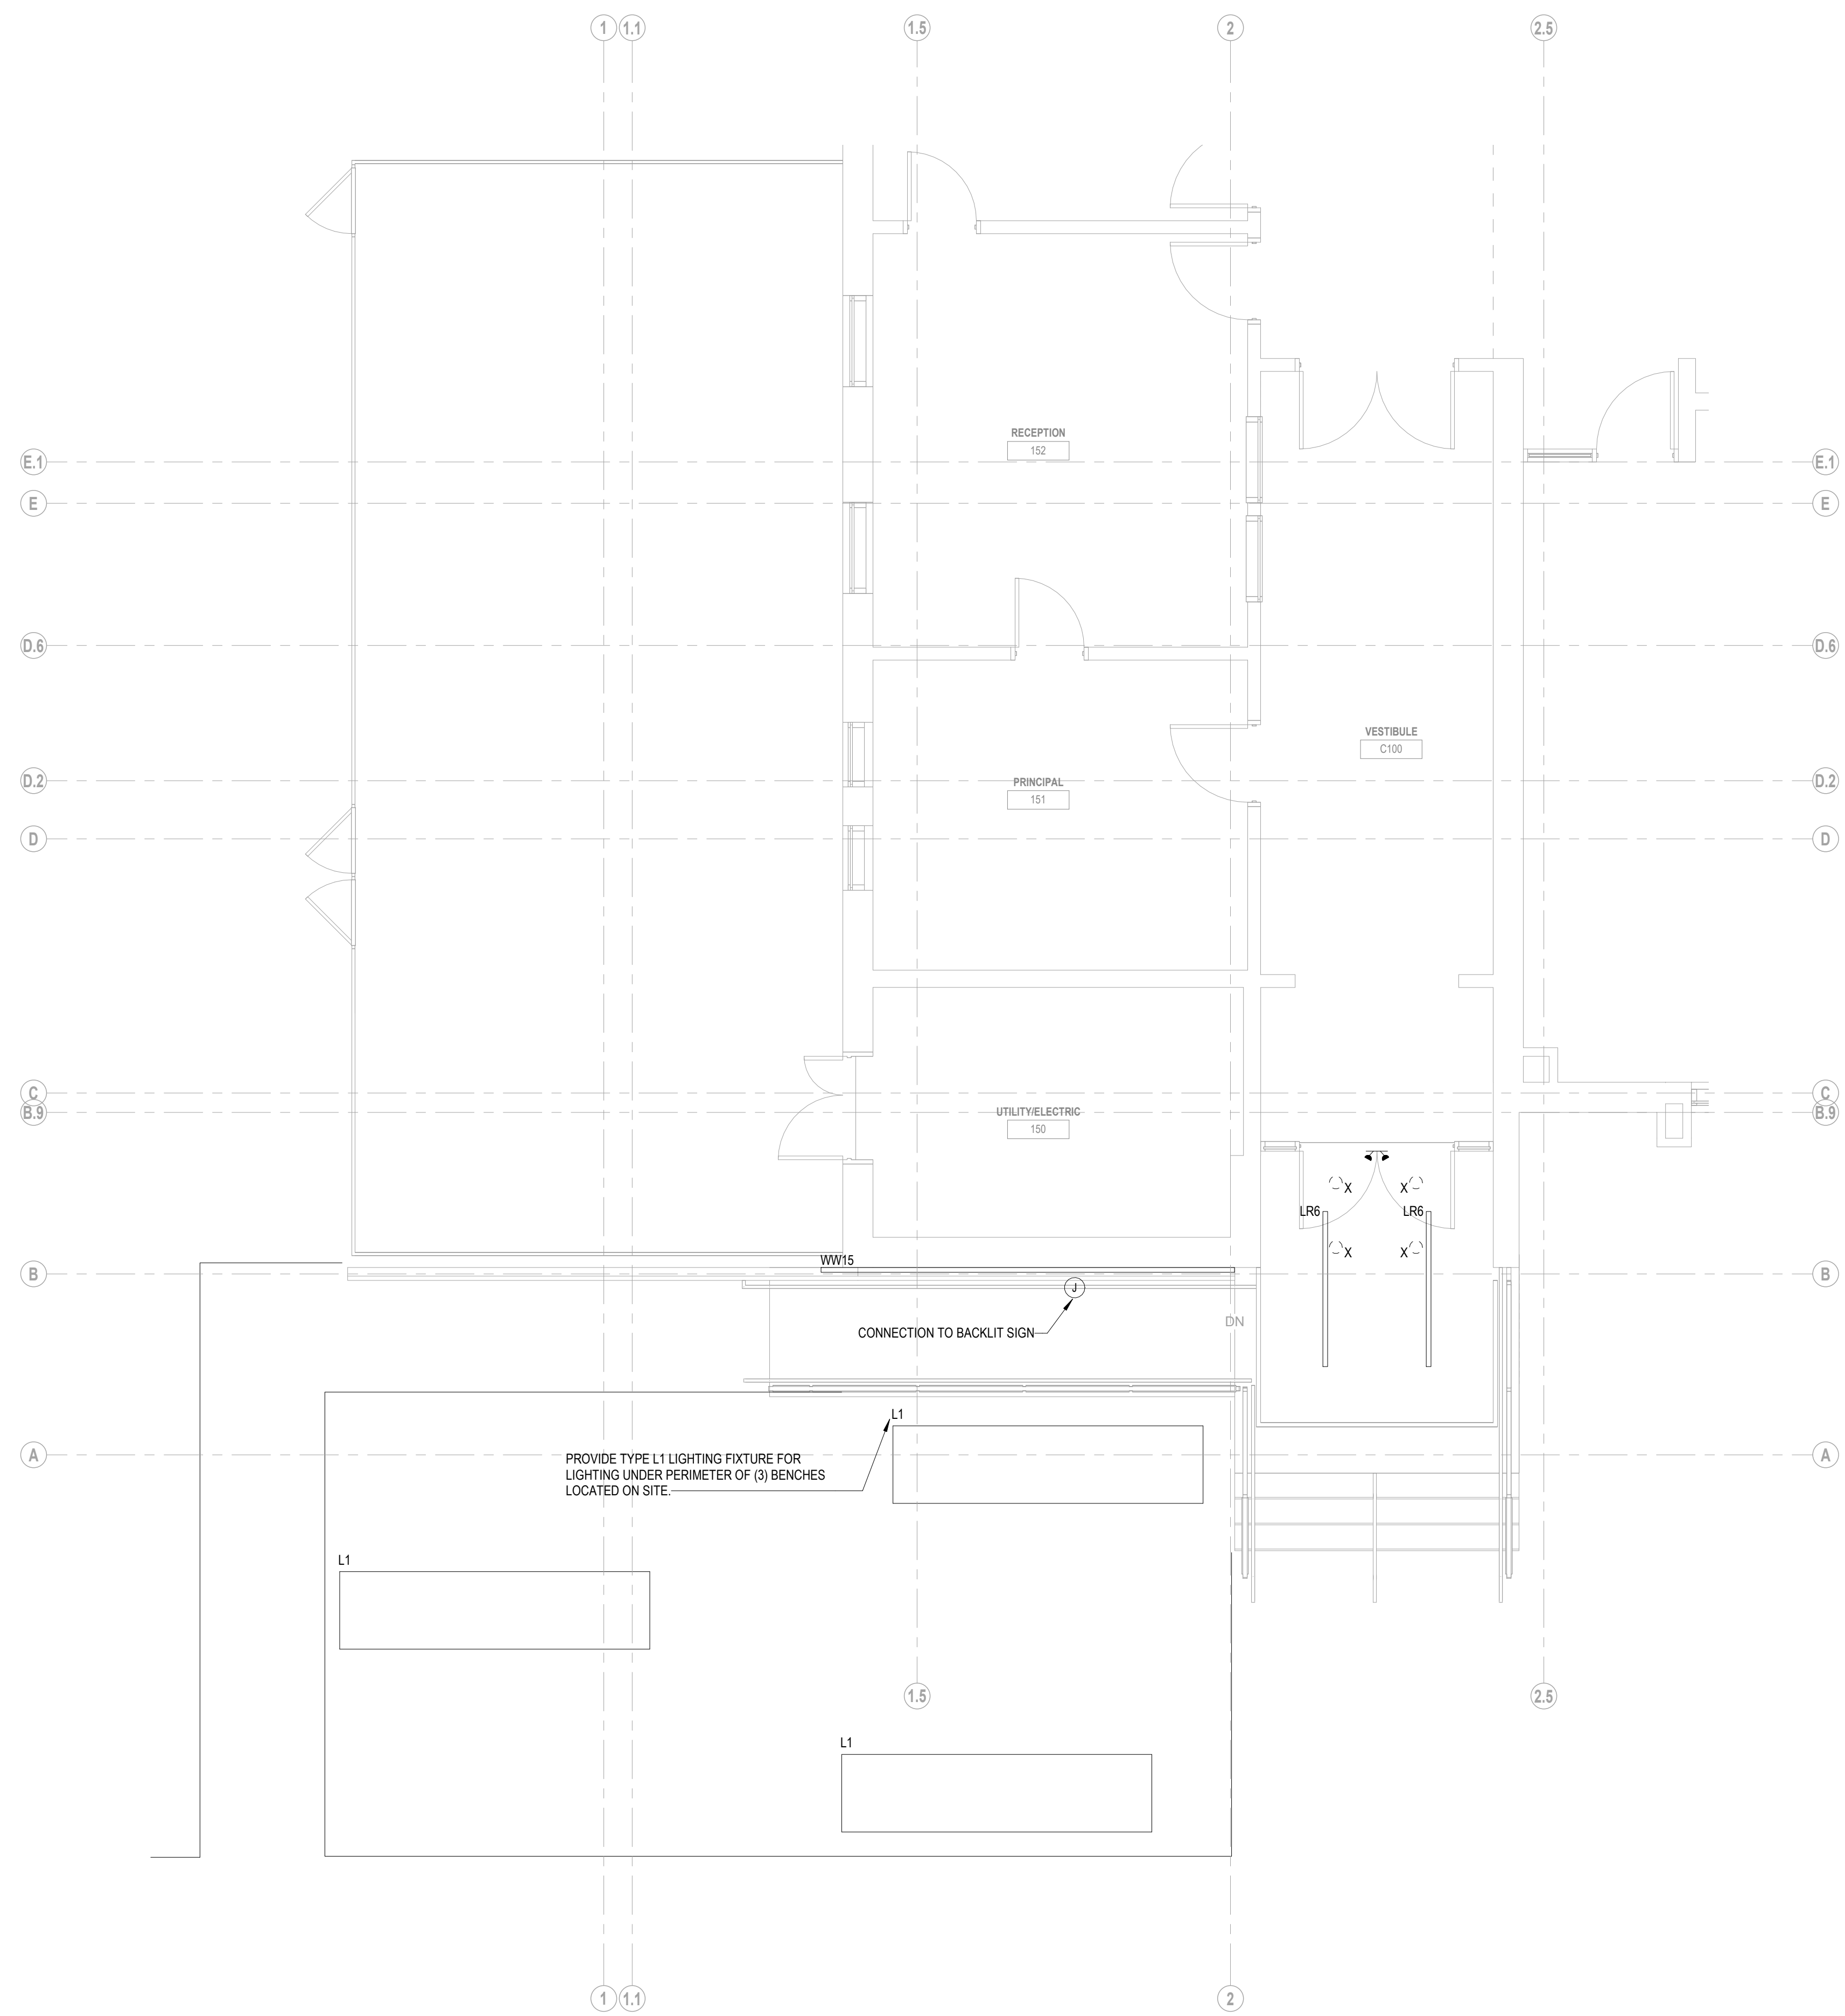 1
1.1
1.5
2
2.5
RECEPTION
152
E.1
E.1
E
E
D.6
D.6
VESTIBULE
C100
D.2
D.2
PRINCIPAL
151
D
D
C
C
B.9
B.9
UTILITY/ELECTRIC
150
X
X
LR6
LR6
X
X
WW15
B
B
J
DN
CONNECTION TO BACKLIT SIGN
L1
A
A
PROVIDE TYPE L1 LIGHTING FIXTURE FOR
LIGHTING UNDER PERIMETER OF (3) BENCHES
LOCATED ON SITE.
L1
1.5
2.5
L1
1
1.1
2